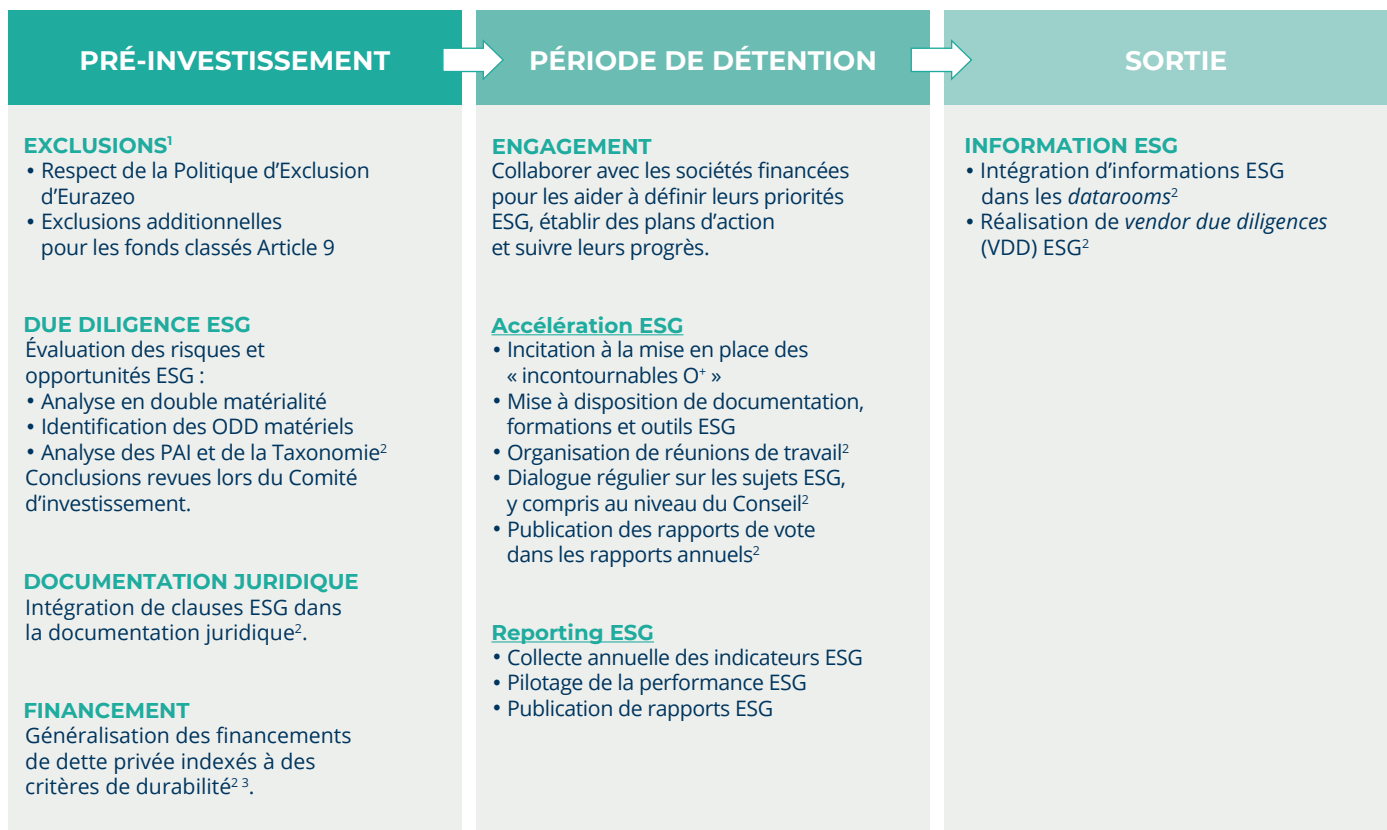 PRÉ-INVESTISSEMENT
EXCLUSIONS¹
• Respect de la Politique d’Exclusion
d’Eurazeo
• Exclusions additionnelles
pour les fonds classés Article 9
DUE DILIGENCE ESG
Évaluation des risques et
opportunités ESG :
• Analyse en double matérialité
• Identification des ODD matériels
• Analyse des PAI et de la Taxonomie²
Conclusions revues lors du Comité
d’investissement.
DOCUMENTATION JURIDIQUE
Intégration de clauses ESG dans
la documentation juridique².
FINANCEMENT
Généralisation des financements
de dette privée indexés à des
critères de durabilité² ³.
PÉRIODE DE DÉTENTION
ENGAGEMENT
Collaborer avec les sociétés financées
pour les aider à définir leurs priorités
ESG, établir des plans d’action
et suivre leurs progrès.
Accélération ESG
• Incitation à la mise en place des
« incontournables O⁺ »
• Mise à disposition de documentation,
formations et outils ESG
• Organisation de réunions de travail²
• Dialogue régulier sur les sujets ESG,
y compris au niveau du Conseil²
• Publication des rapports de vote
dans les rapports annuels²
Reporting ESG
• Collecte annuelle des indicateurs ESG
• Pilotage de la performance ESG
• Publication de rapports ESG
SORTIE
INFORMATION ESG
• Intégration d’informations ESG
dans les datarooms²
• Réalisation de vendor due diligences
(VDD) ESG²